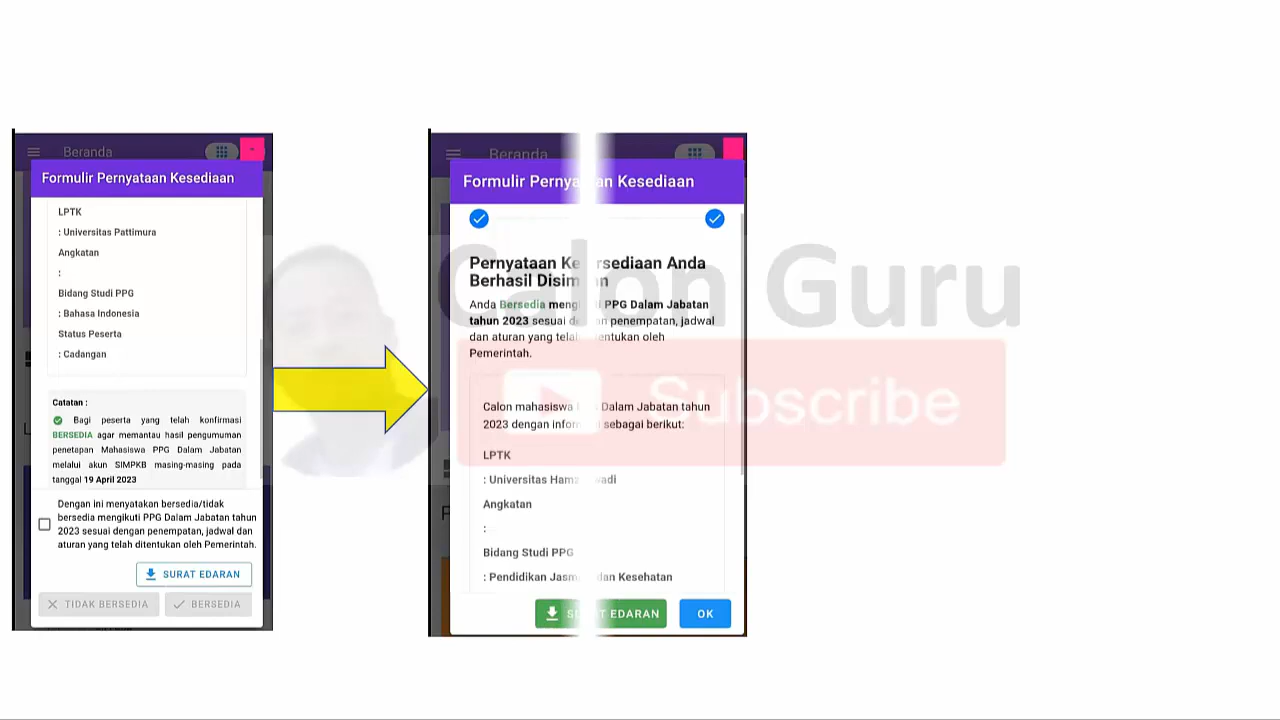 Beranda
Formulir Pernyataan Kesediaan
LPTK
: Universitas Pattimura
Angkatan
:
Bidang Studi PPG
: Bahasa Indonesia
Status Peserta
: Cadangan
Catatan :
Bagi peserta yang telah konfirmasi
BERSEDIA agar memantau hasil pengumuman
penetapan Mahasiswa PPG Dalam Jabatan
melalui akun SIMPKB masing-masing pada
tanggal 19 April 2023
Dengan ini menyatakan bersedia/tidak
bersedia mengikuti PPG Dalam Jabatan tahun
2023 sesuai dengan penempatan, jadwal dan
aturan yang telah ditentukan oleh Pemerintah.
SURAT EDARAN
TIDAK BERSEDIA
BERSEDIA
Beranda
Formulir Pernyataan Kesediaan
Pernyataan Kebersediaan Anda
Berhasil Disimpan
Anda Bersedia mengikuti PPG Dalam Jabatan
tahun 2023 sesuai dengan penempatan, jadwal
dan aturan yang telah ditentukan oleh
Pemerintah.
Calon mahasiswa Dalam Jabatan tahun
2023 dengan informasi sebagai berikut:
LPTK
: Universitas Hamzanwadi
Angkatan
:
Bidang Studi PPG
: Pendidikan Jasmani dan Kesehatan
SURAT EDARAN
OK
Calon Guru
Subscribe